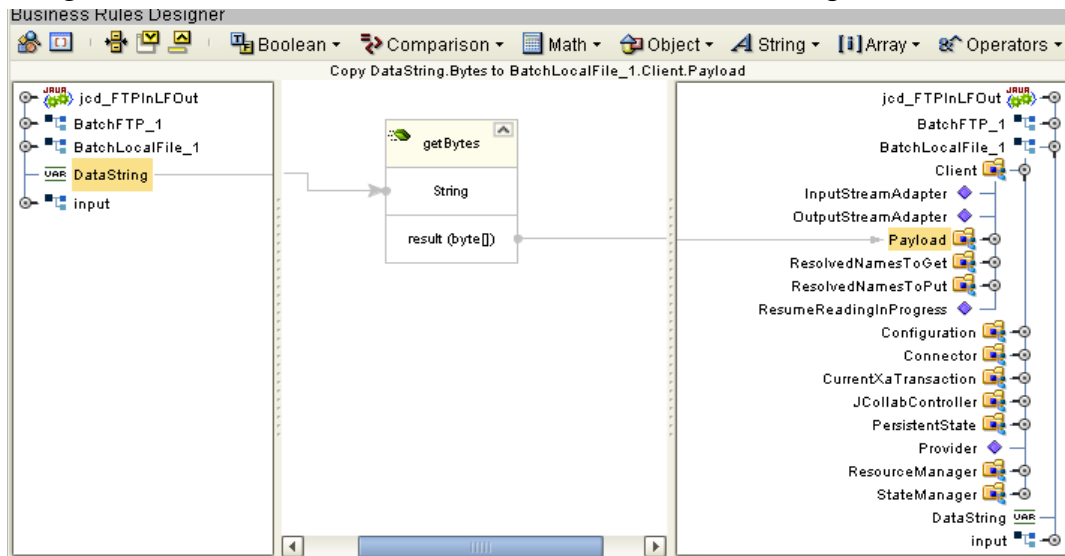 Business Rules Designer
Boolean Comparison Math Object String Array Operators
Copy DataString.Bytes to BatchLocalFile_1.Client.Payload
jcd_FTPInLFOut
BatchFTP_1
BatchLocalFile_1
VAR DataString
input
getBytes
String
result (byte[])
jcd_FTPInLFOut
BatchFTP_1
BatchLocalFile_1
Client
InputStreamAdapter
OutputStreamAdapter
Payload
ResolvedNamesToGet
ResolvedNamesToPut
ResumeReadingInProgress
Configuration
Connector
CurrentXaTransaction
JCollabController
PersistentState
Provider
ResourceManager
StateManager
DataString VAR
input